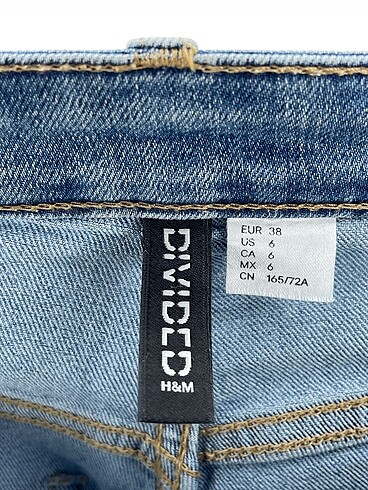 DIVIDED
H&M
EUR 38
US 6
CA 6
MX 6
CN 165/72A